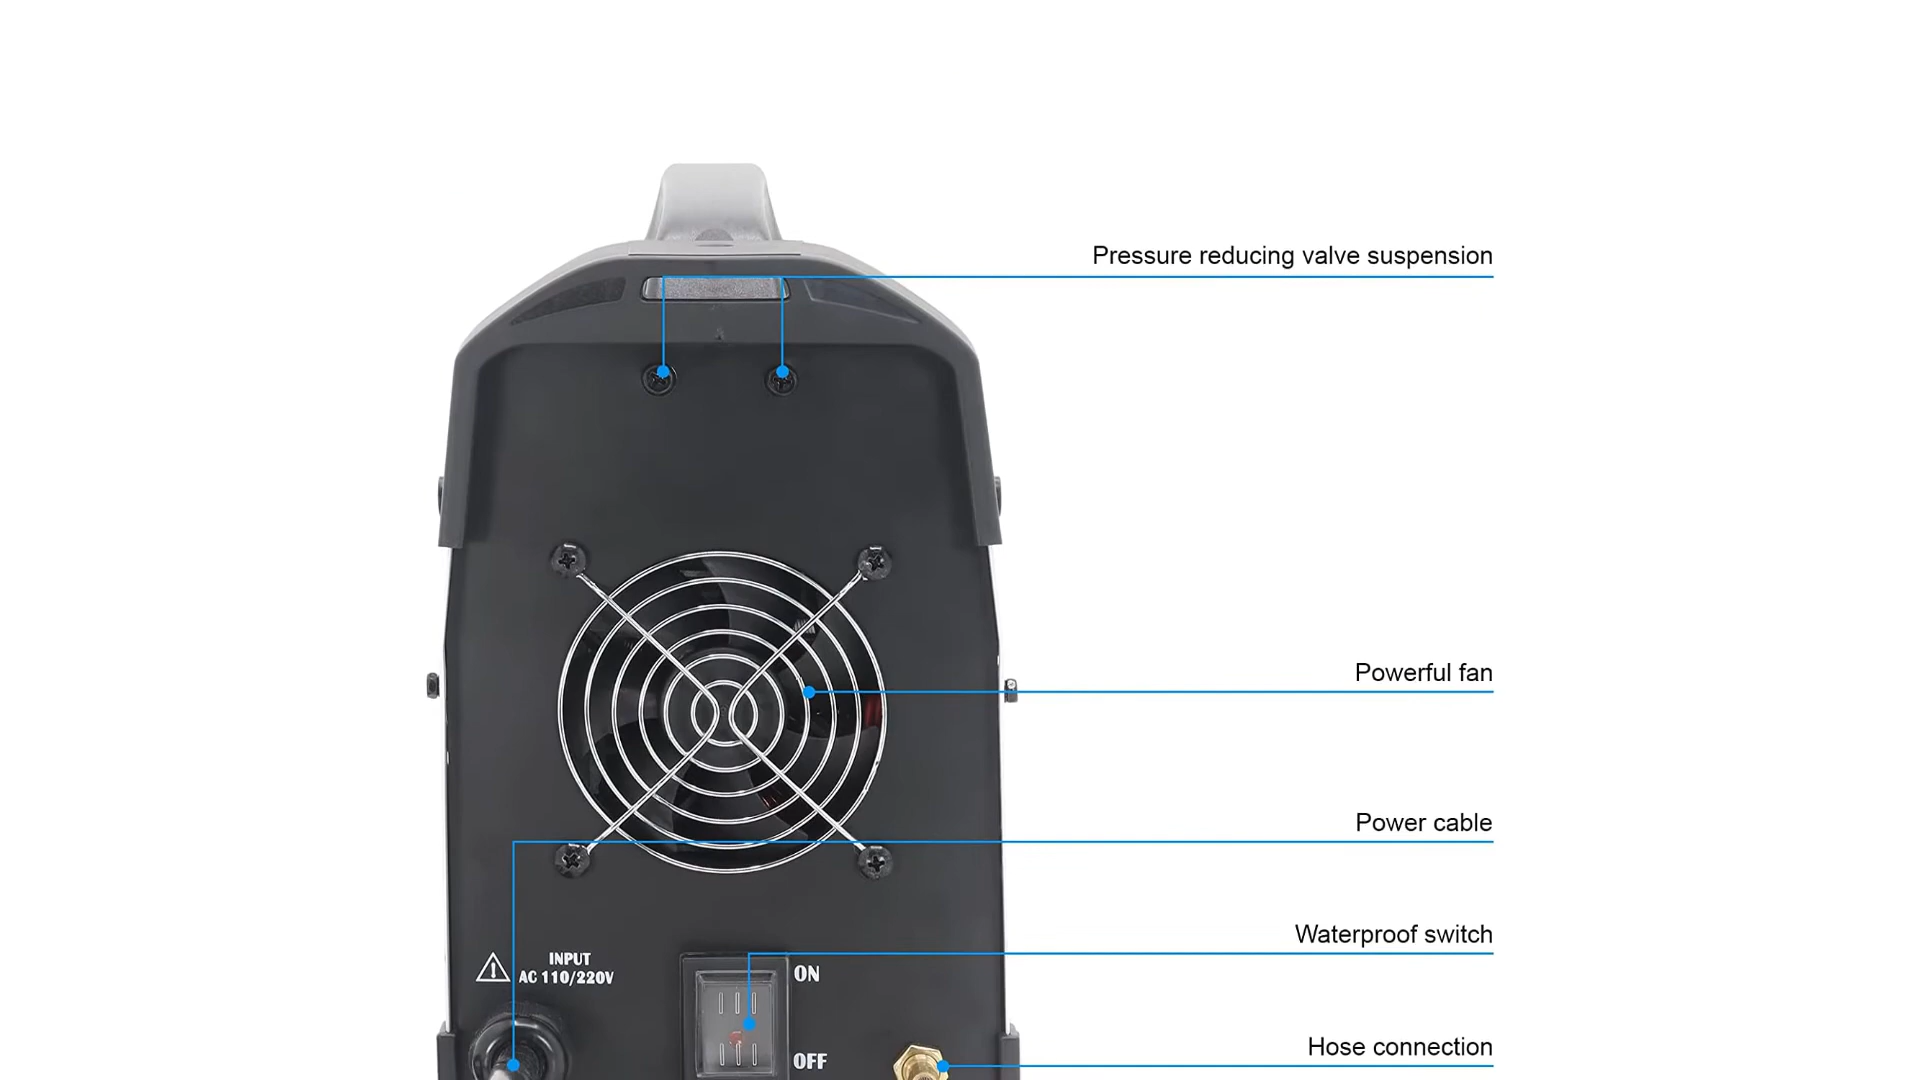 Pressure reducing valve suspension
Powerful fan
Power cable
Waterproof switch
INPUT
AC 110/220V
ON
OFF
Hose connection